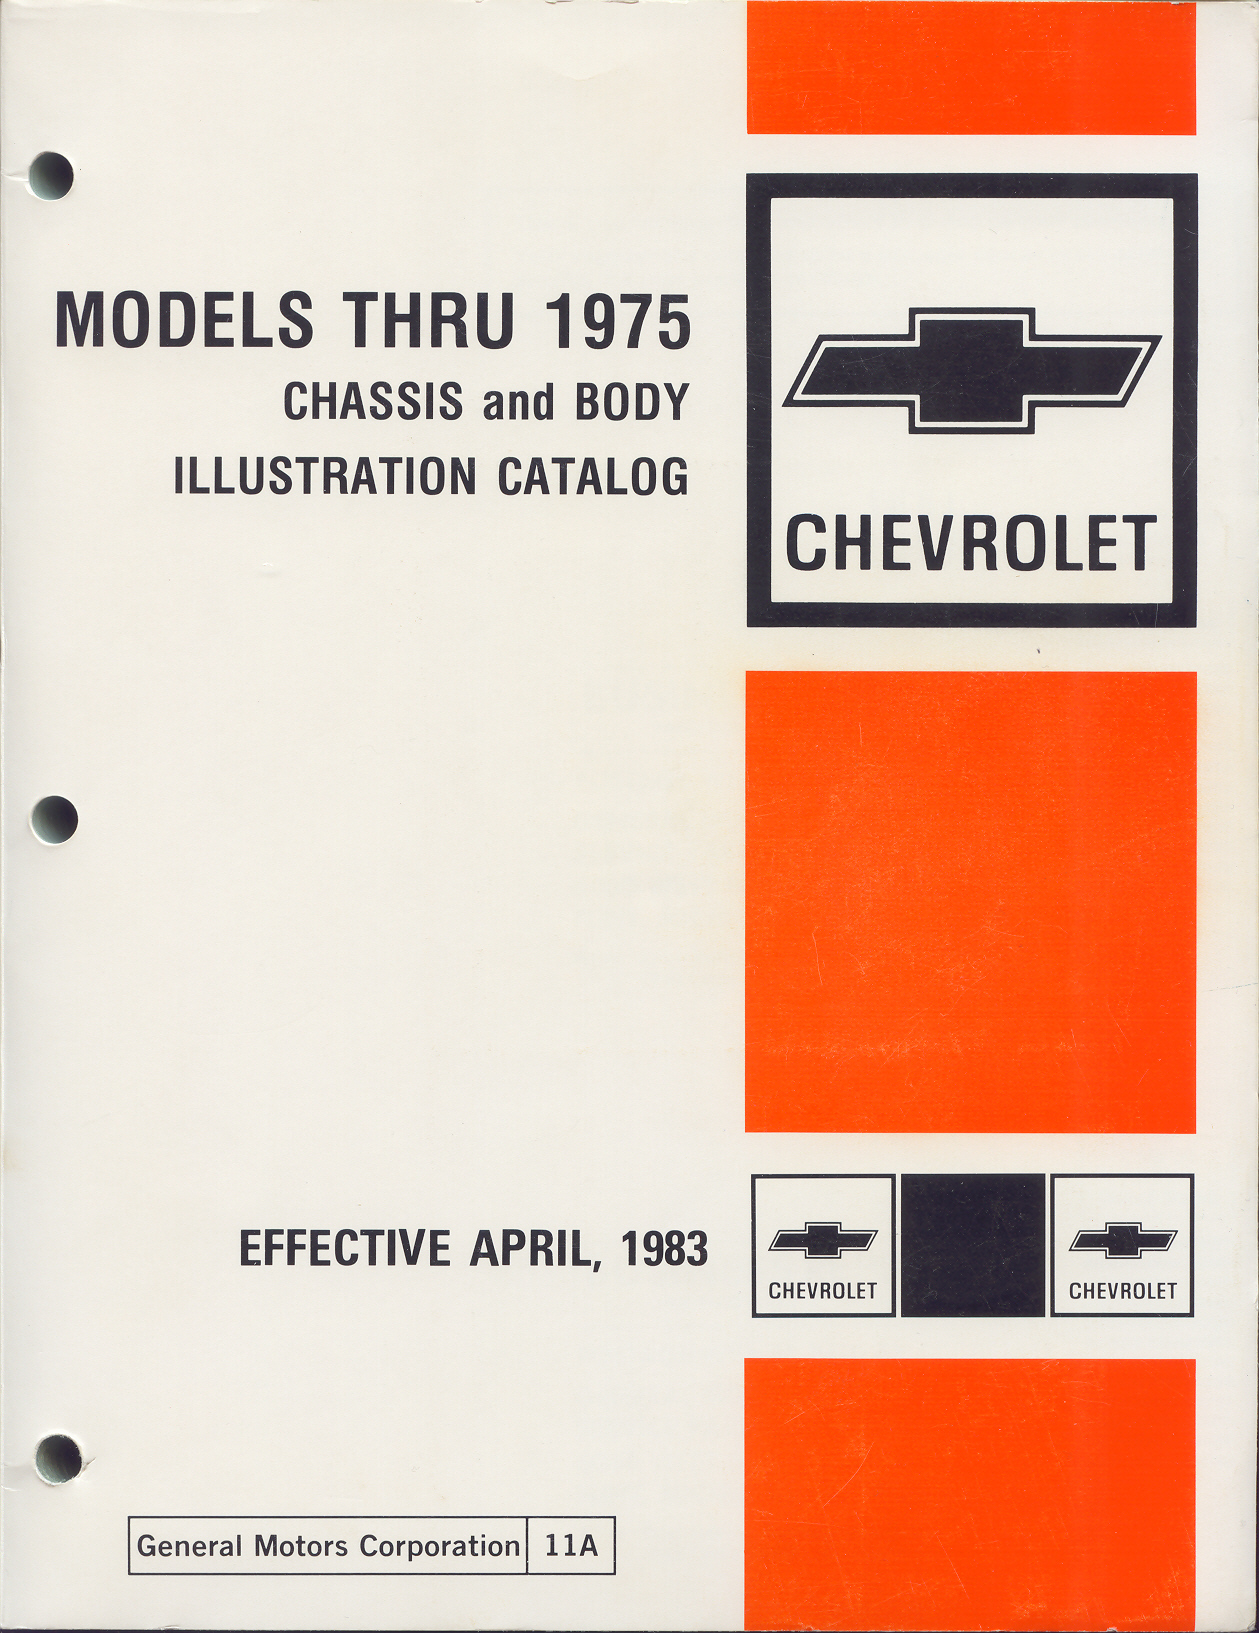 MODELS THRU 1975
CHASSIS and BODY
ILLUSTRATION CATALOG
CHEVROLET
EFFECTIVE APRIL, 1983
CHEVROLET
CHEVROLET
General Motors Corporation 11A